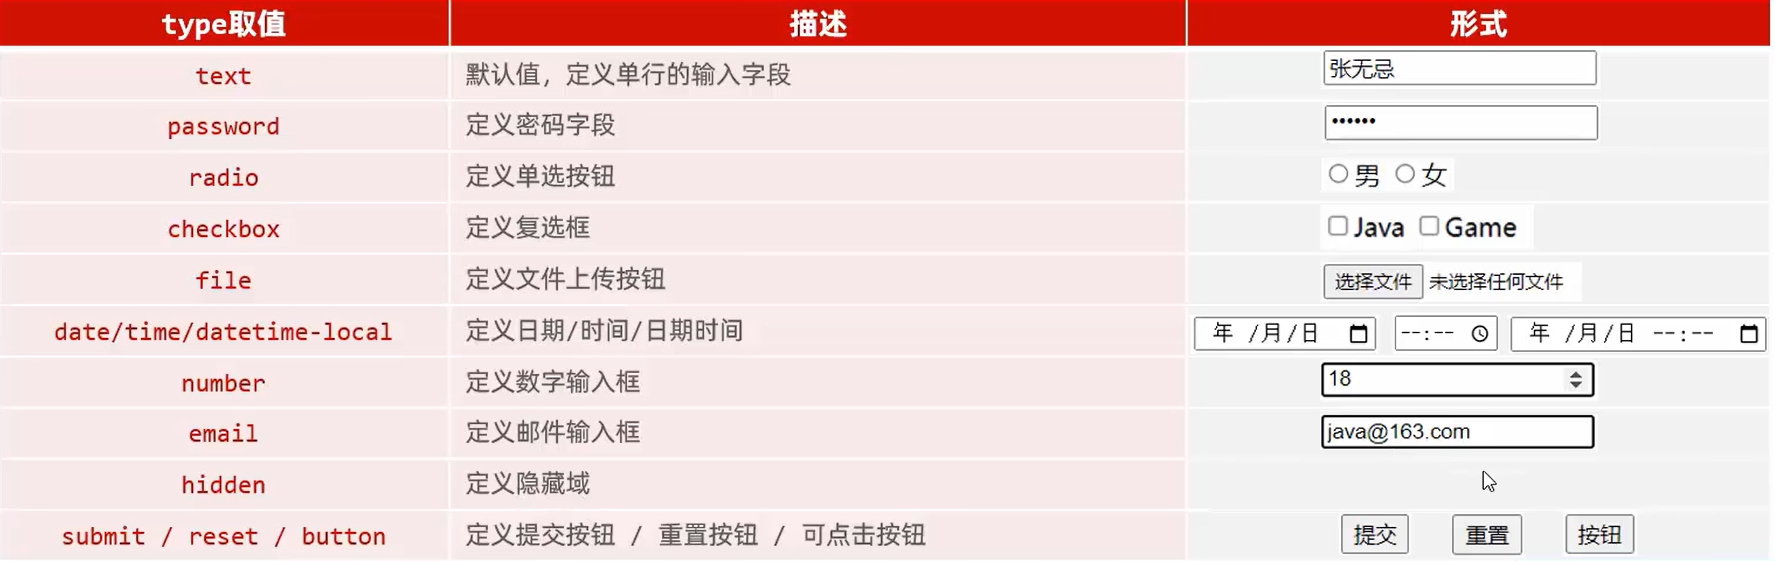 type取值 描述 形式
text 默认值，定义单行的输入字段 张无忌
password 定义密码字段 ••••••
radio 定义单选按钮 男 女
checkbox 定义复选框 Java Game
file 定义文件上传按钮 选择文件 未选择任何文件
date/time/datetime-local 定义日期/时间/日期时间 年 /月/日 --:-- 年 /月/日 --:--
number 定义数字输入框 18
email 定义邮件输入框 java@163.com
hidden 定义隐藏域
submit / reset / button 定义提交按钮 / 重置按钮 / 可点击按钮 提交 重置 按钮